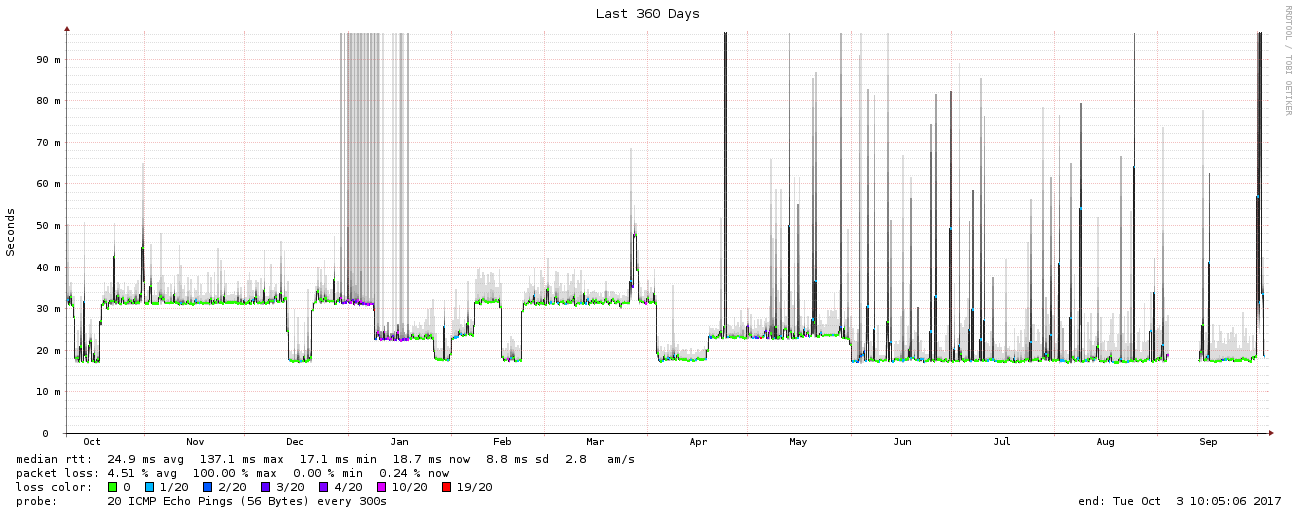 Last 360 Days
RRDTOOL / TOBI OETIKER
Seconds
90 m
80 m
70 m
60 m
50 m
40 m
30 m
20 m
10 m
0
Oct Nov Dec Jan Feb Mar Apr May Jun Jul Aug Sep
median rtt: 24.9 ms avg 137.1 ms max 17.1 ms min 18.7 ms now 8.8 ms sd 2.8 am/s
packet loss: 4.51 % avg 100.00 % max 0.00 % min 0.24 % now
loss color: 0 1/20 2/20 3/20 4/20 10/20 19/20
probe: 20 ICMP Echo Pings (56 Bytes) every 300s end: Tue Oct 3 10:05:06 2017